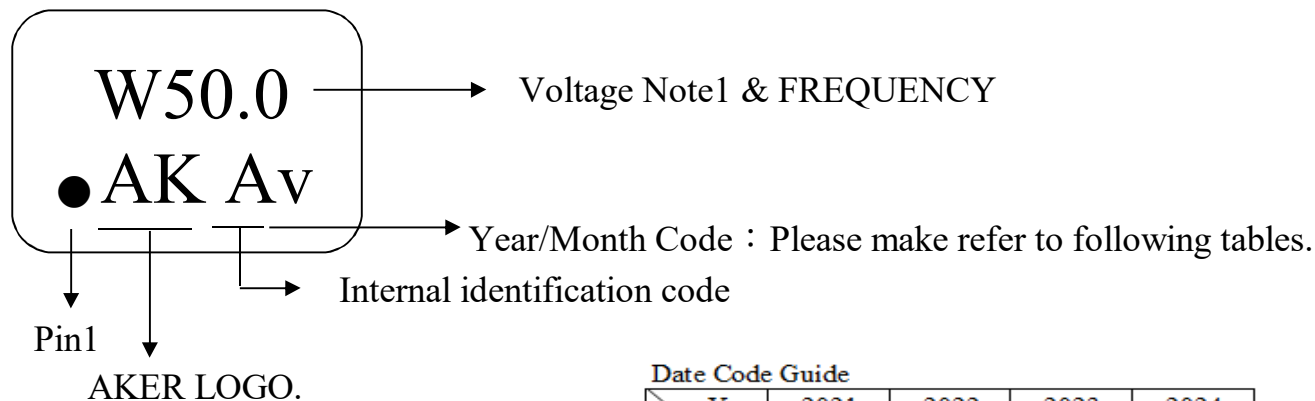 W50.0
Voltage Note1 & FREQUENCY
●AK Av
Year/Month Code：Please make refer to following tables.
Internal identification code
Pin1
AKER LOGO.
Date Code Guide